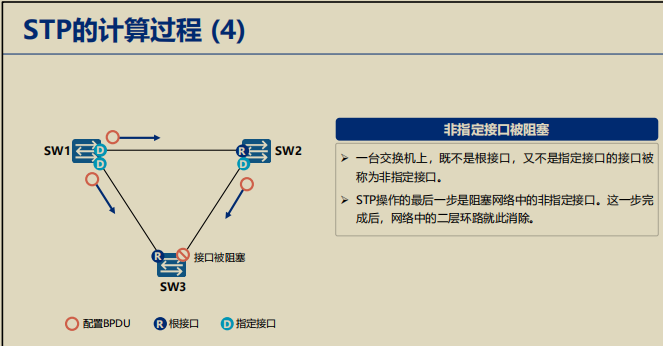 STP的计算过程 (4)
非指定接口被阻塞
➢ 一台交换机上，既不是根接口，又不是指定接口的接口被
称为非指定接口。
➢ STP操作的最后一步是阻塞网络中的非指定接口。这一步完
成后，网络中的二层环路就此消除。
SW1 D R SW2
D D
R 接口被阻塞
SW3
配置BPDU R 根接口 D 指定接口